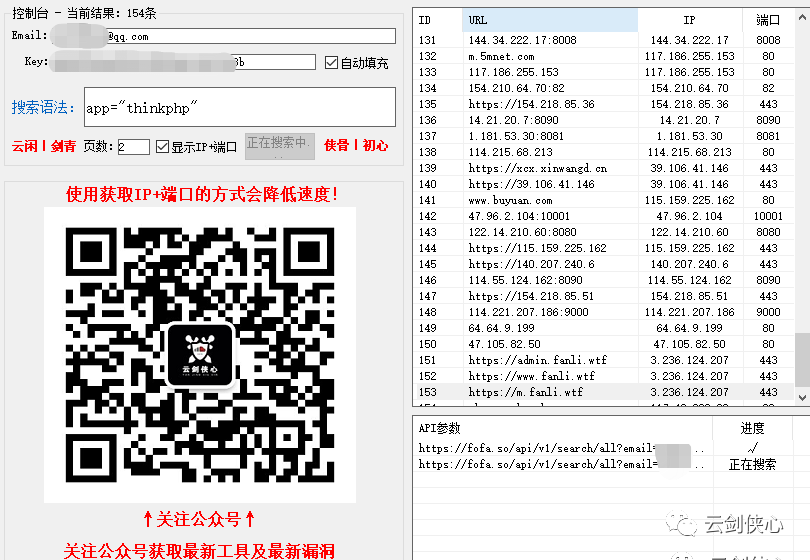 控制台 - 当前结果: 154条
Email: @qq.com
Key: 8b 自动填充
搜索语法: app="thinkphp"
云闲|剑青 页数: 2 显示IP+端口 正在搜索中... 侠骨|初心
使用获取IP+端口的方式会降低速度!
云剑侠心
↑关注公众号↑
关注公众号获取最新工具及最新漏洞
ID URL IP 端口
131 144.34.222.17:8008 144.34.222.17 8008
132 m.5mnet.com 117.186.255.153 80
133 117.186.255.153 117.186.255.153 80
134 154.210.64.70:82 154.210.64.70 82
135 https://154.218.85.36 154.218.85.36 443
136 14.21.20.7:8090 14.21.20.7 8090
137 1.181.53.30:8081 1.181.53.30 8081
138 114.215.68.213 114.215.68.213 80
139 https://xcx.xinwangd.cn 39.106.41.146 443
140 https://39.106.41.146 39.106.41.146 443
141 www.buyuan.com 115.159.225.162 80
142 47.96.2.104:10001 47.96.2.104 10001
143 122.14.210.60:8080 122.14.210.60 8080
144 https://115.159.225.162 115.159.225.162 443
145 https://140.207.240.6 140.207.240.6 443
146 114.55.124.162:8090 114.55.124.162 8090
147 https://154.218.85.51 154.218.85.51 443
148 114.221.207.186:9000 114.221.207.186 9000
149 64.64.9.199 64.64.9.199 80
150 47.105.82.50 47.105.82.50 80
151 https://admin.fanli.wtf 3.236.124.207 443
152 https://www.fanli.wtf 3.236.124.207 443
153 https://m.fanli.wtf 3.236.124.207 443
API参数 进度
https://fofa.so/api/v1/search/all?email= .. √
https://fofa.so/api/v1/search/all?email= .. 正在搜索
云剑侠心